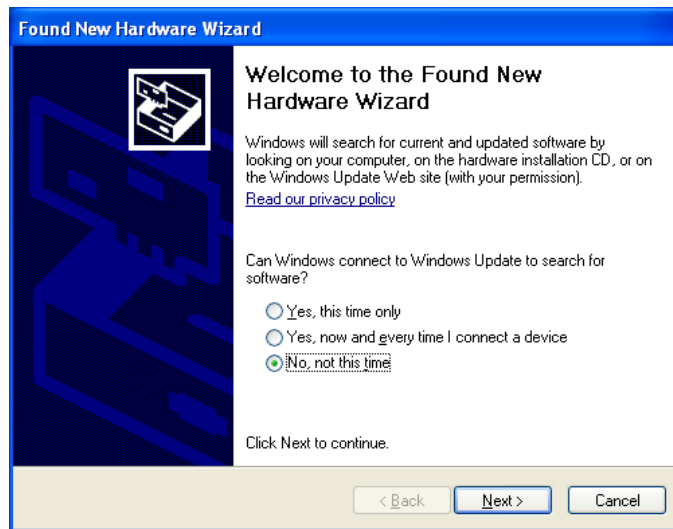 Found New Hardware Wizard
Welcome to the Found New
Hardware Wizard
Windows will search for current and updated software by
looking on your computer, on the hardware installation CD, or on
the Windows Update Web site (with your permission).
Read our privacy policy
Can Windows connect to Windows Update to search for
software?
Yes, this time only
Yes, now and every time I connect a device
No, not this time
Click Next to continue.
< Back Next > Cancel